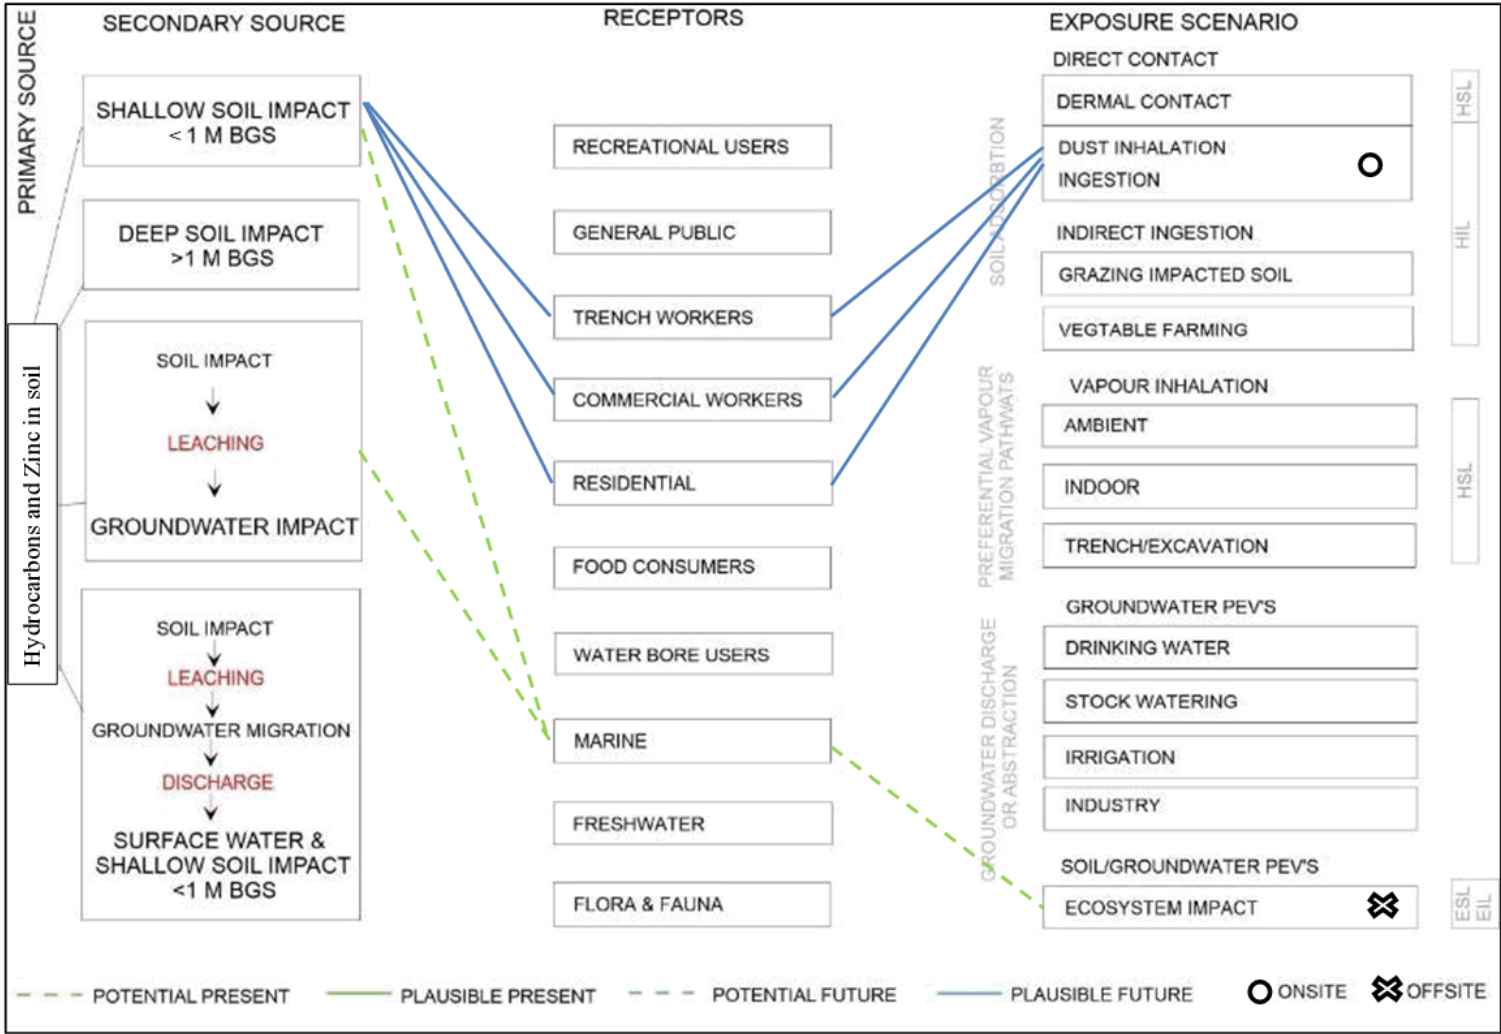 PRIMARY SOURCE
SECONDARY SOURCE
RECEPTORS
EXPOSURE SCENARIO
Hydrocarbons and Zinc in soil
SHALLOW SOIL IMPACT
< 1 M BGS
DEEP SOIL IMPACT
>1 M BGS
SOIL IMPACT
LEACHING
GROUNDWATER IMPACT
SOIL IMPACT
LEACHING
GROUNDWATER MIGRATION
DISCHARGE
SURFACE WATER &
SHALLOW SOIL IMPACT
<1 M BGS
RECREATIONAL USERS
GENERAL PUBLIC
TRENCH WORKERS
COMMERCIAL WORKERS
RESIDENTIAL
FOOD CONSUMERS
WATER BORE USERS
MARINE
FRESHWATER
FLORA & FAUNA
SOIL ADSORBTION
PREFERENTIAL VAPOUR
MIGRATION PATHWATS
GROUNDWATER DISCHARGE
OR ABSTRACTION
DIRECT CONTACT
DERMAL CONTACT
DUST INHALATION
INGESTION
INDIRECT INGESTION
GRAZING IMPACTED SOIL
VEGTABLE FARMING
VAPOUR INHALATION
AMBIENT
INDOOR
TRENCH/EXCAVATION
GROUNDWATER PEV'S
DRINKING WATER
STOCK WATERING
IRRIGATION
INDUSTRY
SOIL/GROUNDWATER PEV'S
ECOSYSTEM IMPACT
HSL
HIL
HSL
ESL
EIL
POTENTIAL PRESENT
PLAUSIBLE PRESENT
POTENTIAL FUTURE
PLAUSIBLE FUTURE
ONSITE
OFFSITE